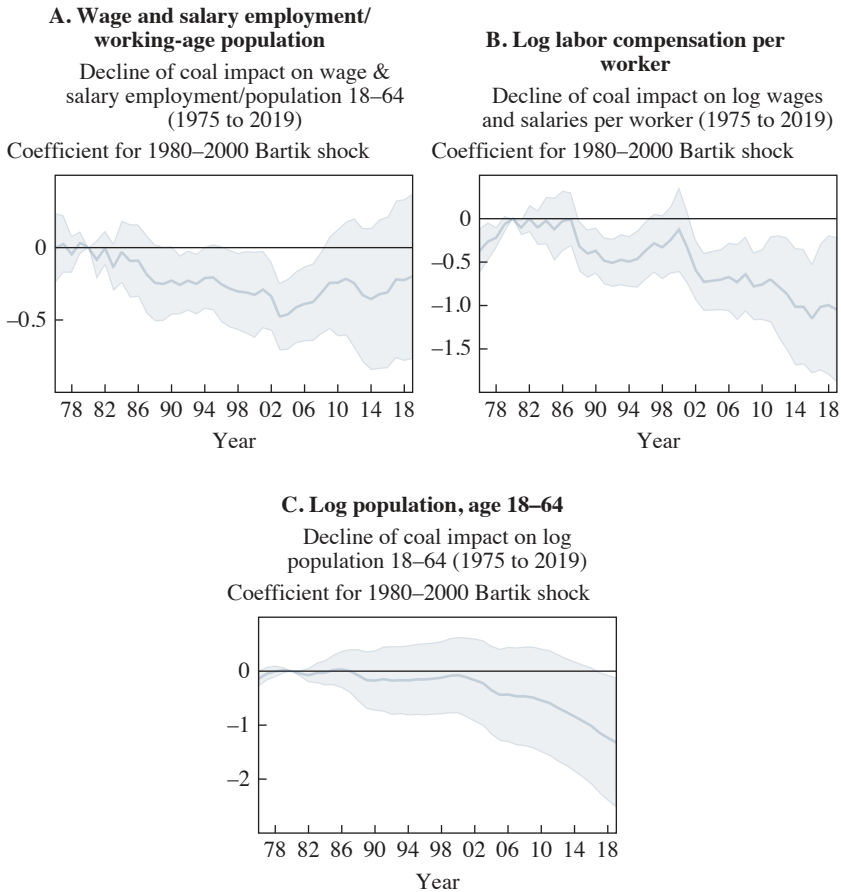 A. Wage and salary employment/
working-age population
Decline of coal impact on wage &
salary employment/population 18–64
(1975 to 2019)
Coefficient for 1980–2000 Bartik shock
0
–0.5
78 82 86 90 94 98 02 06 10 14 18
Year
B. Log labor compensation per
worker
Decline of coal impact on log wages
and salaries per worker (1975 to 2019)
Coefficient for 1980–2000 Bartik shock
0
–0.5
–1.0
–1.5
78 82 86 90 94 98 02 06 10 14 18
Year
C. Log population, age 18–64
Decline of coal impact on log
population 18–64 (1975 to 2019)
Coefficient for 1980–2000 Bartik shock
0
–1
–2
78 82 86 90 94 98 02 06 10 14 18
Year